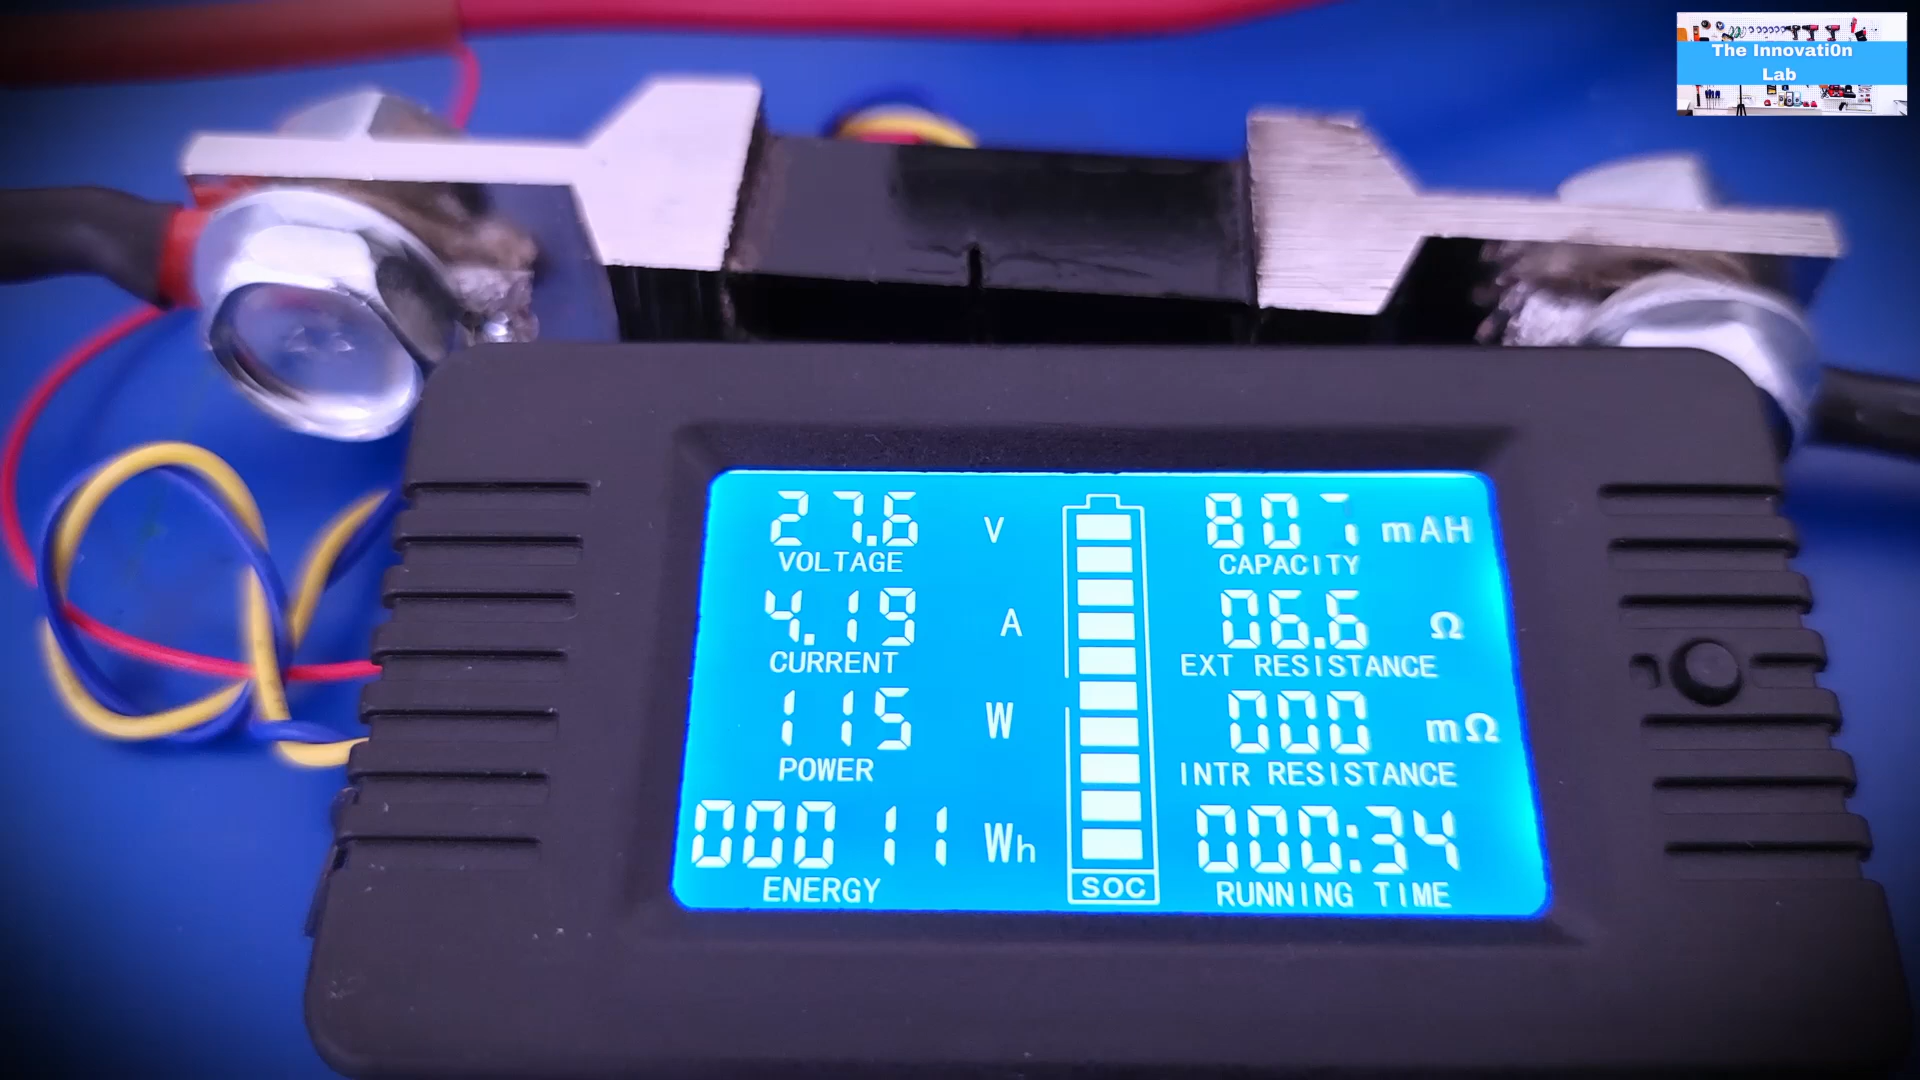 The Innovati0n
Lab
27.6 V
VOLTAGE
4.19 A
CURRENT
115 W
POWER
00011 Wh
ENERGY
SOC
mAH
CAPACITY
06.6 Ω
EXT RESISTANCE
000 mΩ
INTR RESISTANCE
000:34
RUNNING TIME